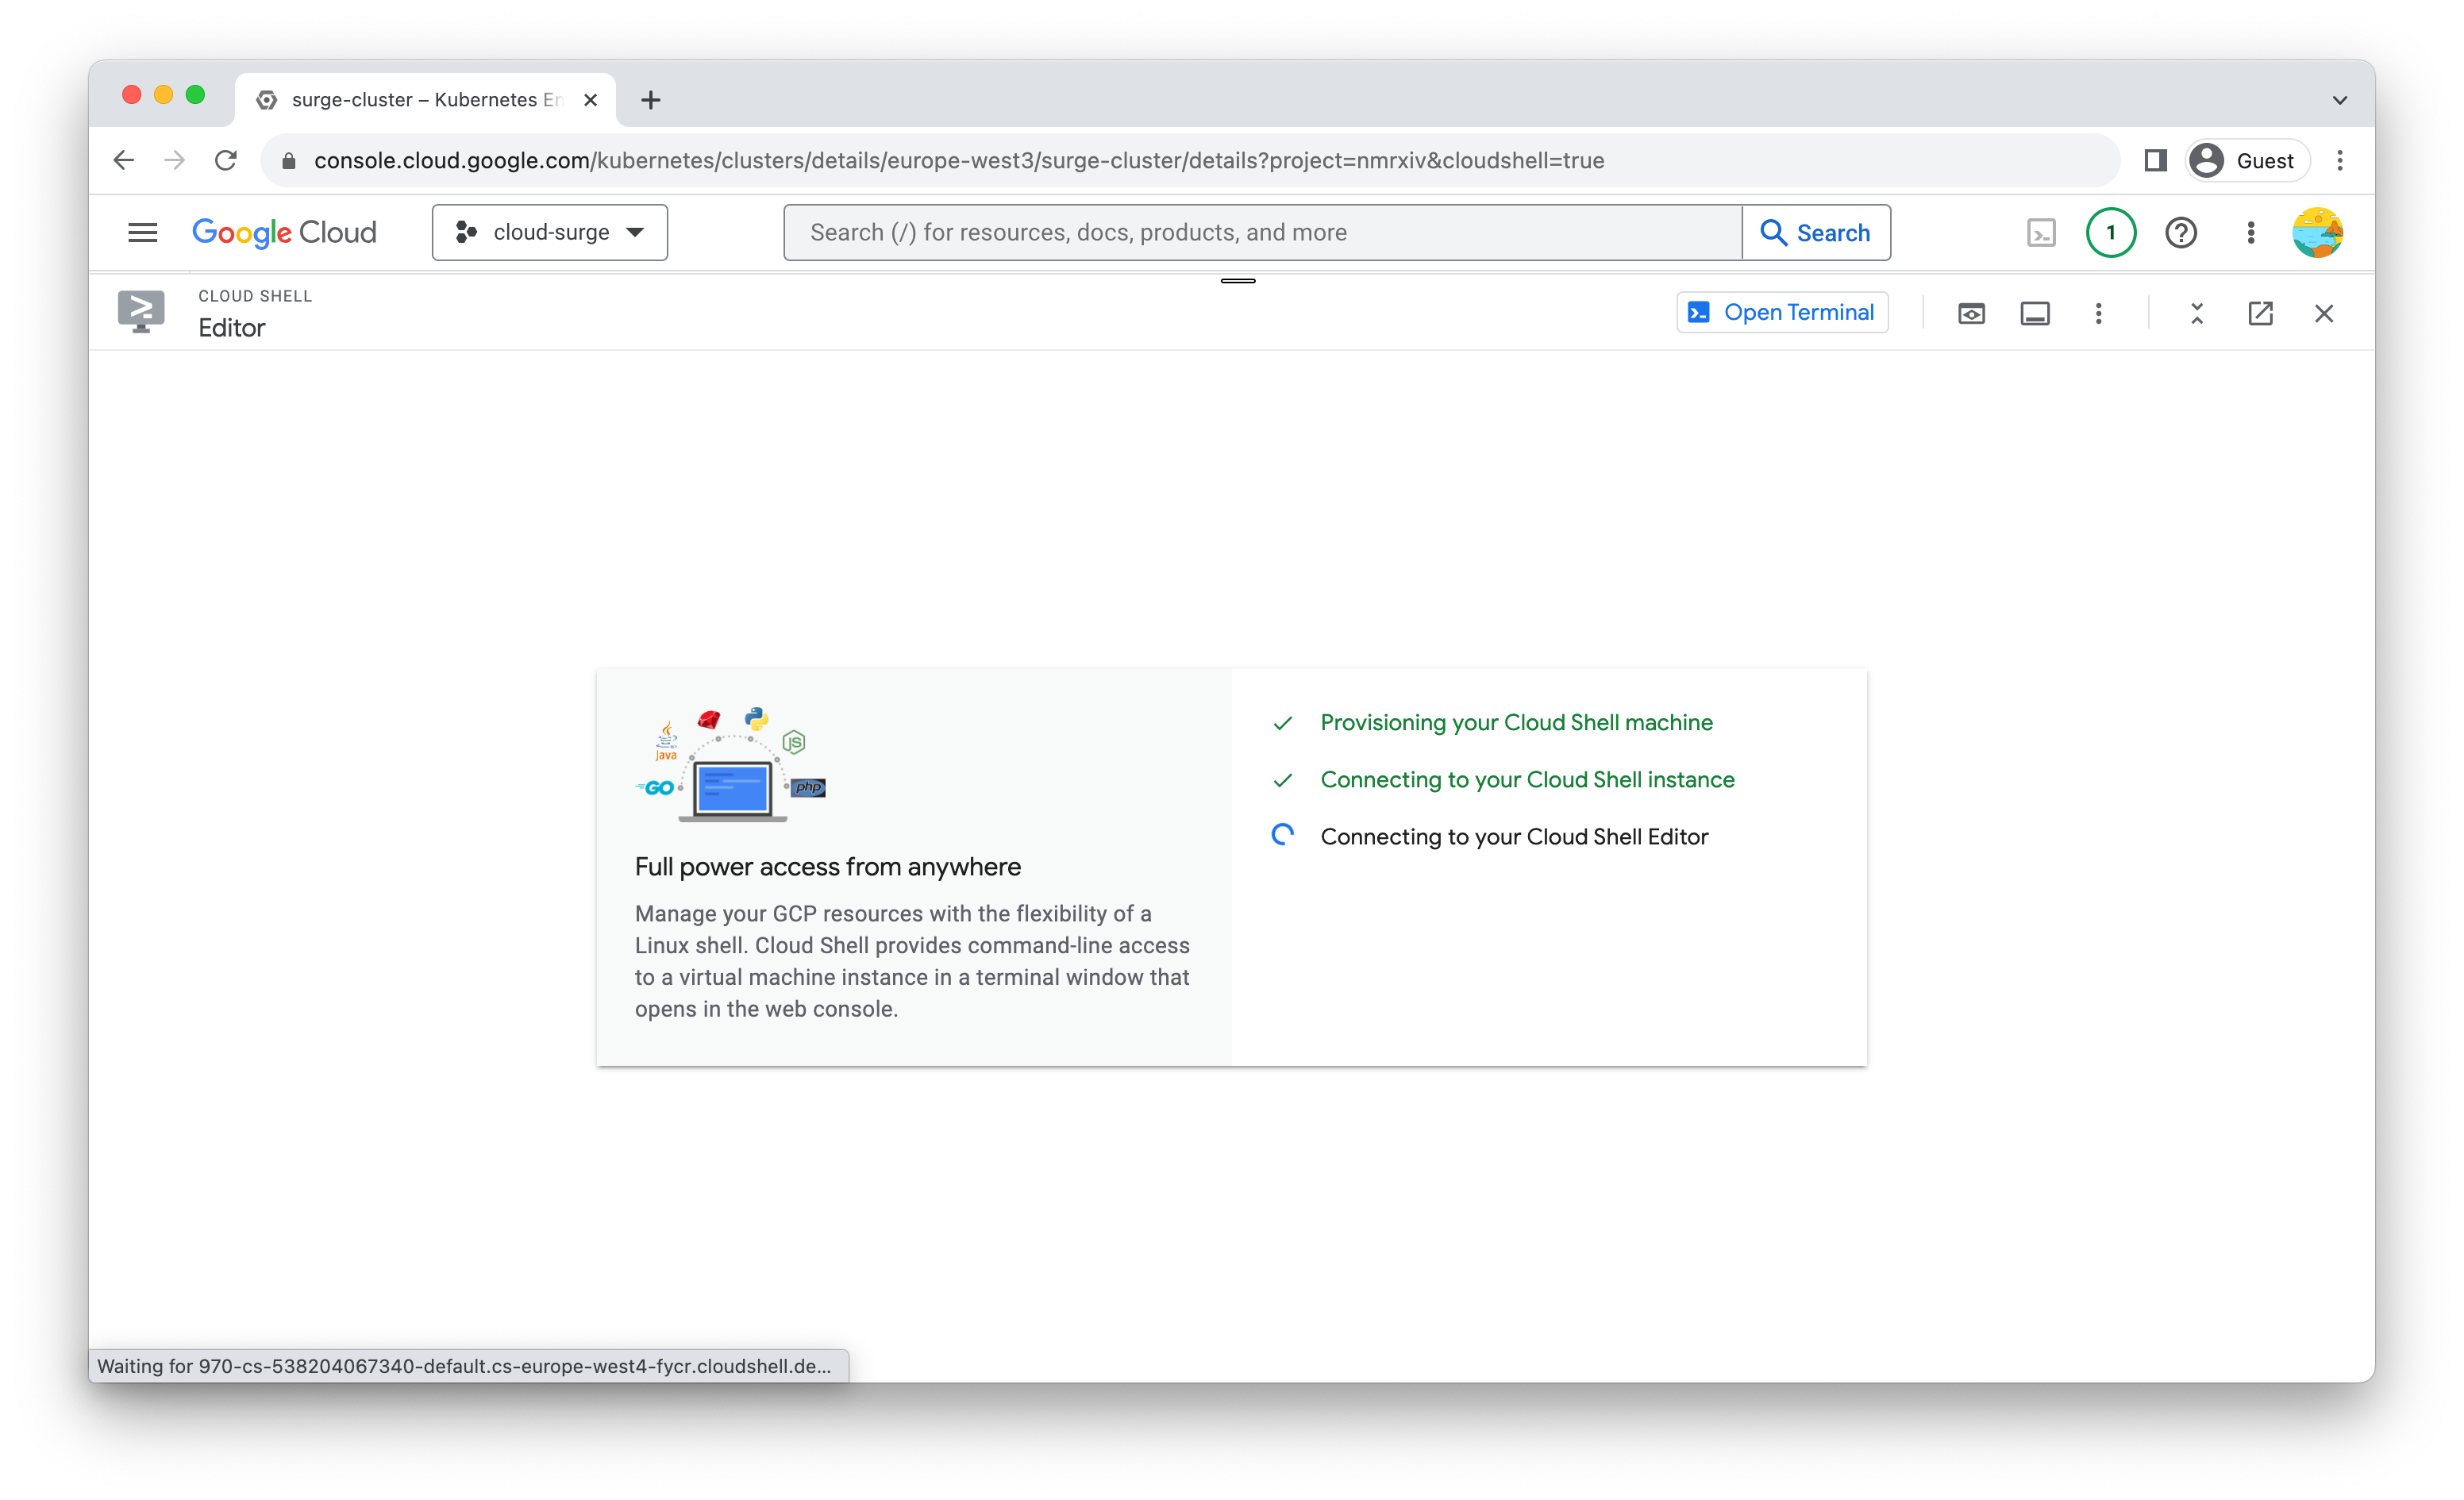 surge-cluster – Kubernetes En
console.cloud.google.com/kubernetes/clusters/details/europe-west3/surge-cluster/details?project=nmrxiv&cloudshell=true
Guest
Google Cloud
cloud-surge
Search (/) for resources, docs, products, and more
Search
1
CLOUD SHELL
Editor
Open Terminal
Java
GO
JS
php
Full power access from anywhere
Manage your GCP resources with the flexibility of a
Linux shell. Cloud Shell provides command-line access
to a virtual machine instance in a terminal window that
opens in the web console.
Provisioning your Cloud Shell machine
Connecting to your Cloud Shell instance
Connecting to your Cloud Shell Editor
Waiting for 970-cs-538204067340-default.cs-europe-west4-fycr.cloudshell.de...